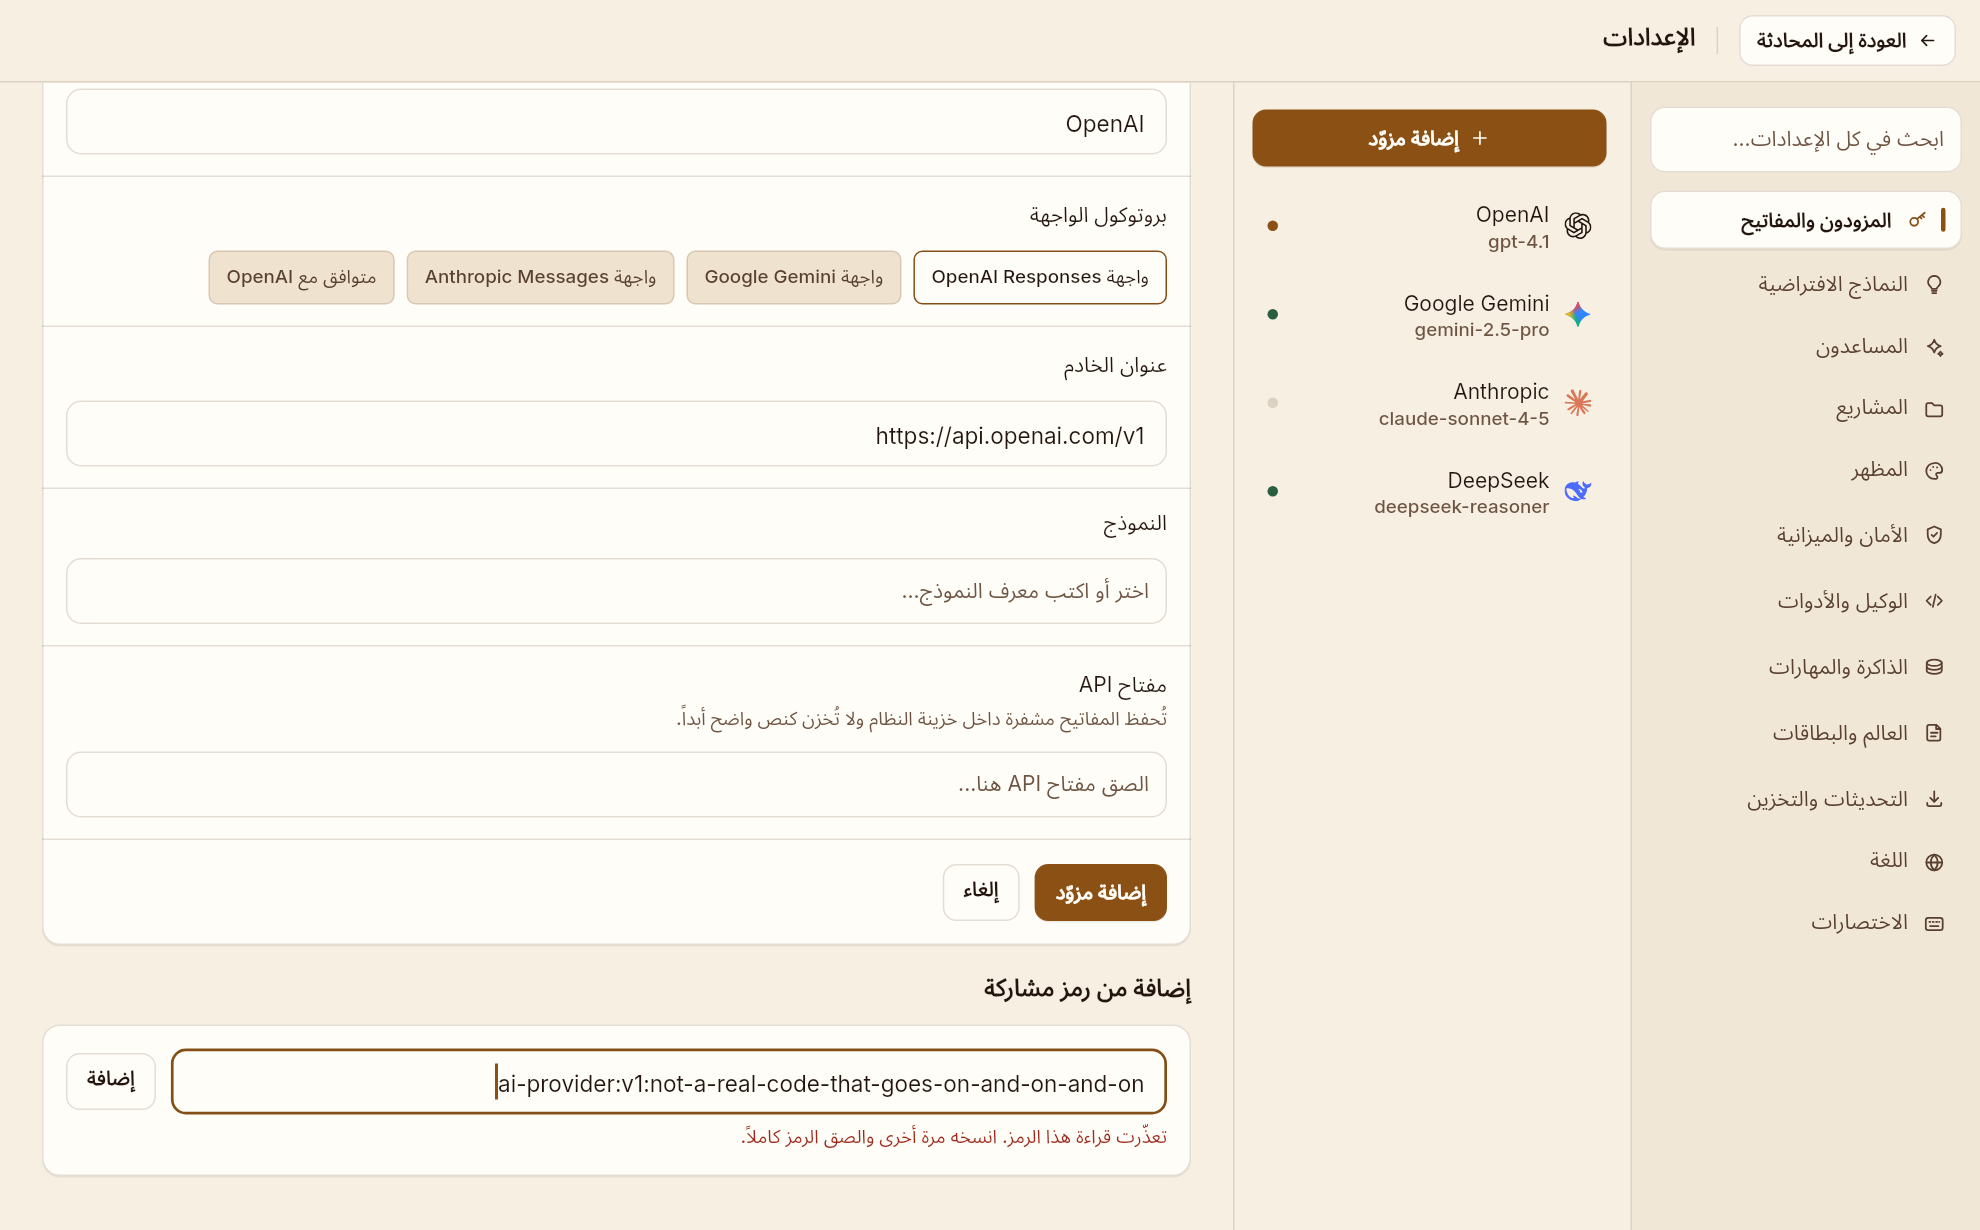 العودة إلى المحادثة
الإعدادات
ابحث في كل الإعدادات...
المزودون والمفاتيح
النماذج الافتراضية
المساعدون
المشاريع
المظهر
الأمان والميزانية
الوكيل والأدوات
الذاكرة والمهارات
العالم والبطاقات
التحديثات والتخزين
اللغة
الاختصارات
إضافة مزوّد
OpenAI
gpt-4.1
Google Gemini
gemini-2.5-pro
Anthropic
claude-sonnet-4-5
DeepSeek
deepseek-reasoner
OpenAI
بروتوكول الواجهة
واجهة OpenAI Responses
واجهة Google Gemini
واجهة Anthropic Messages
متوافق مع OpenAI
عنوان الخادم
https://api.openai.com/v1
النموذج
اختر أو اكتب معرف النموذج...
مفتاح API
تُحفظ المفاتيح مشفرة داخل خزينة النظام ولا تُخزن كنص واضح أبداً.
الصق مفتاح API هنا...
إضافة مزوّد
إلغاء
إضافة من رمز مشاركة
ai-provider:v1:not-a-real-code-that-goes-on-and-on-and-on
إضافة
تعذّرت قراءة هذا الرمز. انسخه مرة أخرى والصق الرمز كاملاً.